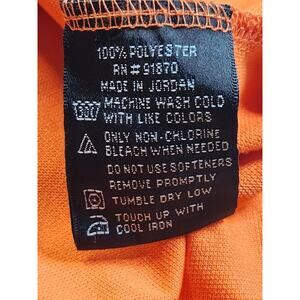 100% POLYESTER
RN#91870
MADE IN JORDAN
MACHINE WASH COLD
WITH LIKE COLORS
ONLY NON-CHLORINE
BLEACH WHEN NEEDED
DO NOT USE SOFTENERS
REMOVE PROMPTLY
TUMBLE DRY LOW
TOUCH UP WITH
COOL IRON